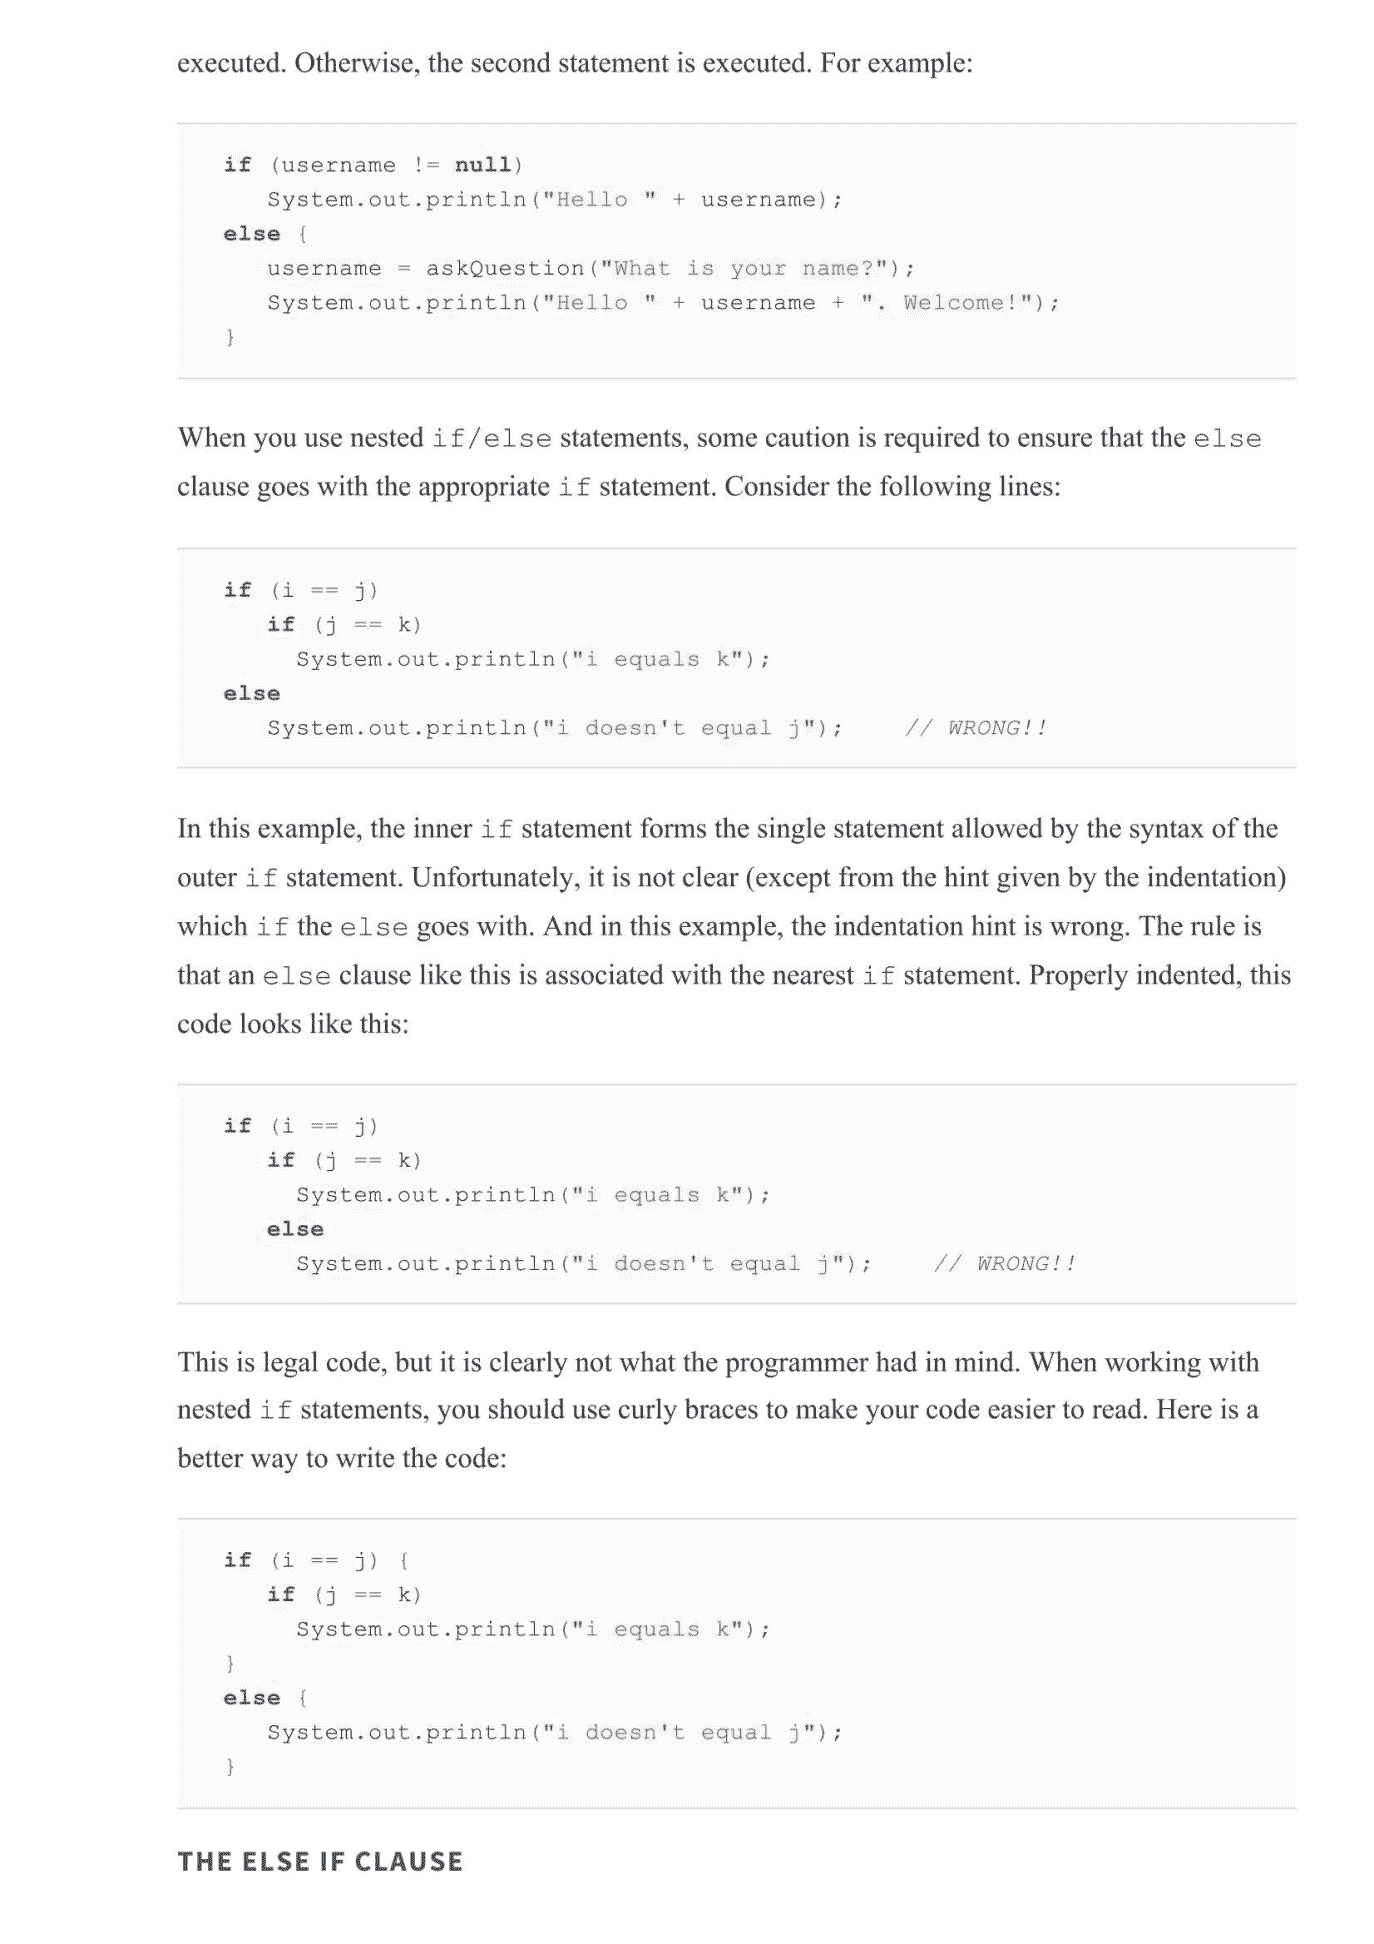 executed. Otherwise, the second statement is executed. For example:
if (username != null)
System.out.println("Hello " + username);
else {
username = askQuestion("What is your name?");
System.out.println("Hello " + username + ". Welcome!");
}
When you use nested if/else statements, some caution is required to ensure that the else
clause goes with the appropriate if statement. Consider the following lines:
if (i == j)
if (j == k)
System.out.println("i equals k");
else
System.out.println("i doesn't equal j"); // WRONG!!
In this example, the inner if statement forms the single statement allowed by the syntax of the
outer if statement. Unfortunately, it is not clear (except from the hint given by the indentation)
which if the else goes with. And in this example, the indentation hint is wrong. The rule is
that an else clause like this is associated with the nearest if statement. Properly indented, this
code looks like this:
if (i == j)
if (j == k)
System.out.println("i equals k");
else
System.out.println("i doesn't equal j"); // WRONG!!
This is legal code, but it is clearly not what the programmer had in mind. When working with
nested if statements, you should use curly braces to make your code easier to read. Here is a
better way to write the code:
if (i == j) {
if (j == k)
System.out.println("i equals k");
}
else {
System.out.println("i doesn't equal j");
}
THE ELSE IF CLAUSE